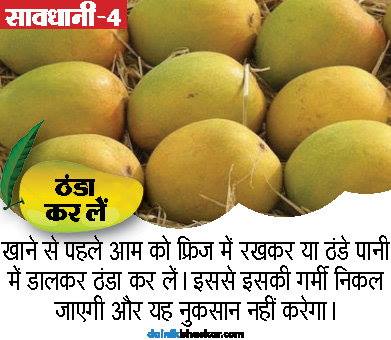 सावधानी-4
ठंडा
कर लें
खाने से पहले आम को फ्रिज में रखकर या ठंडे पानी
में डालकर ठंडा कर लें। इससे इसकी गर्मी निकल
जाएगी और यह नुकसान नहीं करेगा।
dainikbhaskar.com